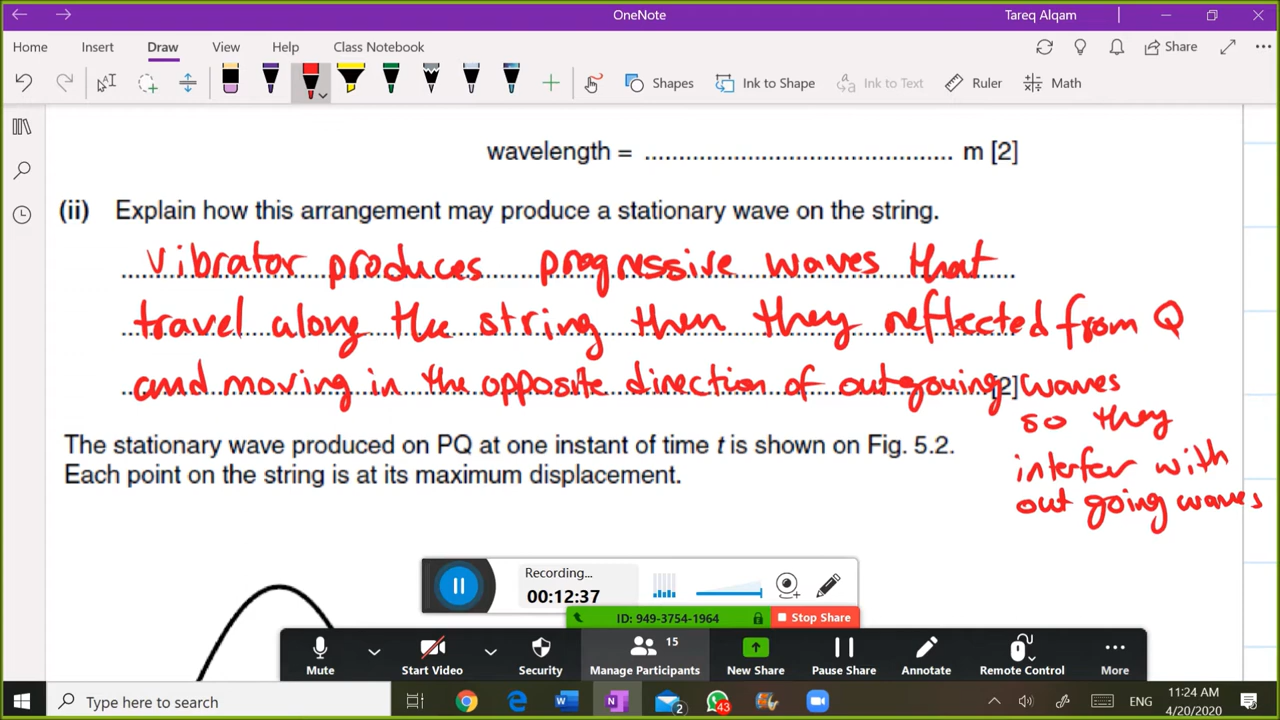 OneNote
Tareq Alqam
Home Insert Draw View Help Class Notebook
Share
Shapes Ink to Shape Ink to Text Ruler Math
wavelength = ............................................. m [2]
(ii) Explain how this arrangement may produce a stationary wave on the string.
vibrator produces progressive waves that
travel along the string then they reflected from Q
and moving in the opposite direction of outgouing [2] waves
so they
interfer with
out going waves
The stationary wave produced on PQ at one instant of time t is shown on Fig. 5.2.
Each point on the string is at its maximum displacement.
Recording...
00:12:37
ID: 949-3754-1964 Stop Share
15
Mute Start Video Security Manage Participants New Share Pause Share Annotate Remote Control More
Type here to search
2
43
ENG
11:24 AM
4/20/2020